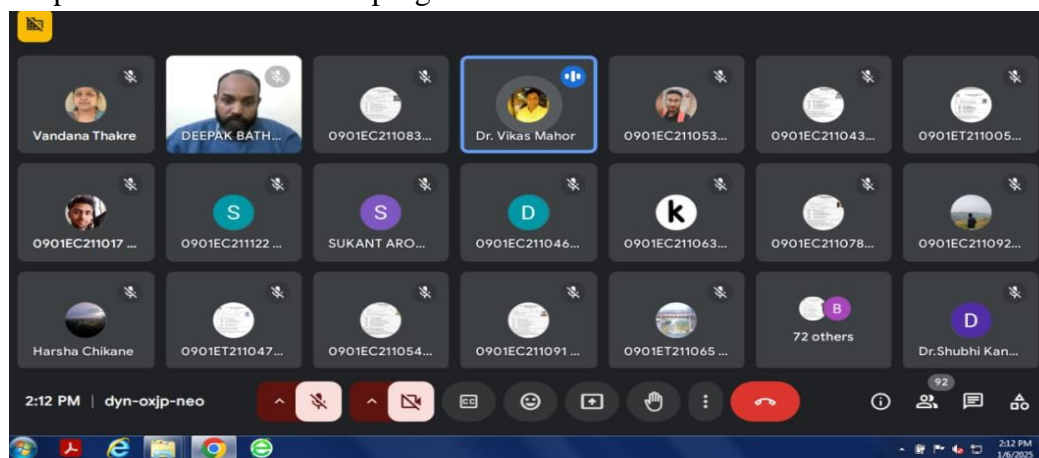 Vandana Thakre
DEEPAK BATH...
0901EC211083...
Dr. Vikas Mahor
0901EC211053...
0901EC211043...
0901ET211005...
0901EC211017 ...
S
0901EC211122 ...
S
SUKANT ARO...
D
0901EC211046...
k
0901EC211063...
0901EC211078...
0901EC211092...
Harsha Chikane
0901ET211047...
0901EC211054...
0901EC211091 ...
0901ET211065 ...
B
72 others
D
Dr.Shubhi Kan...
2:12 PM | dyn-oxjp-neo
CC
92
2:12 PM
1/6/2025